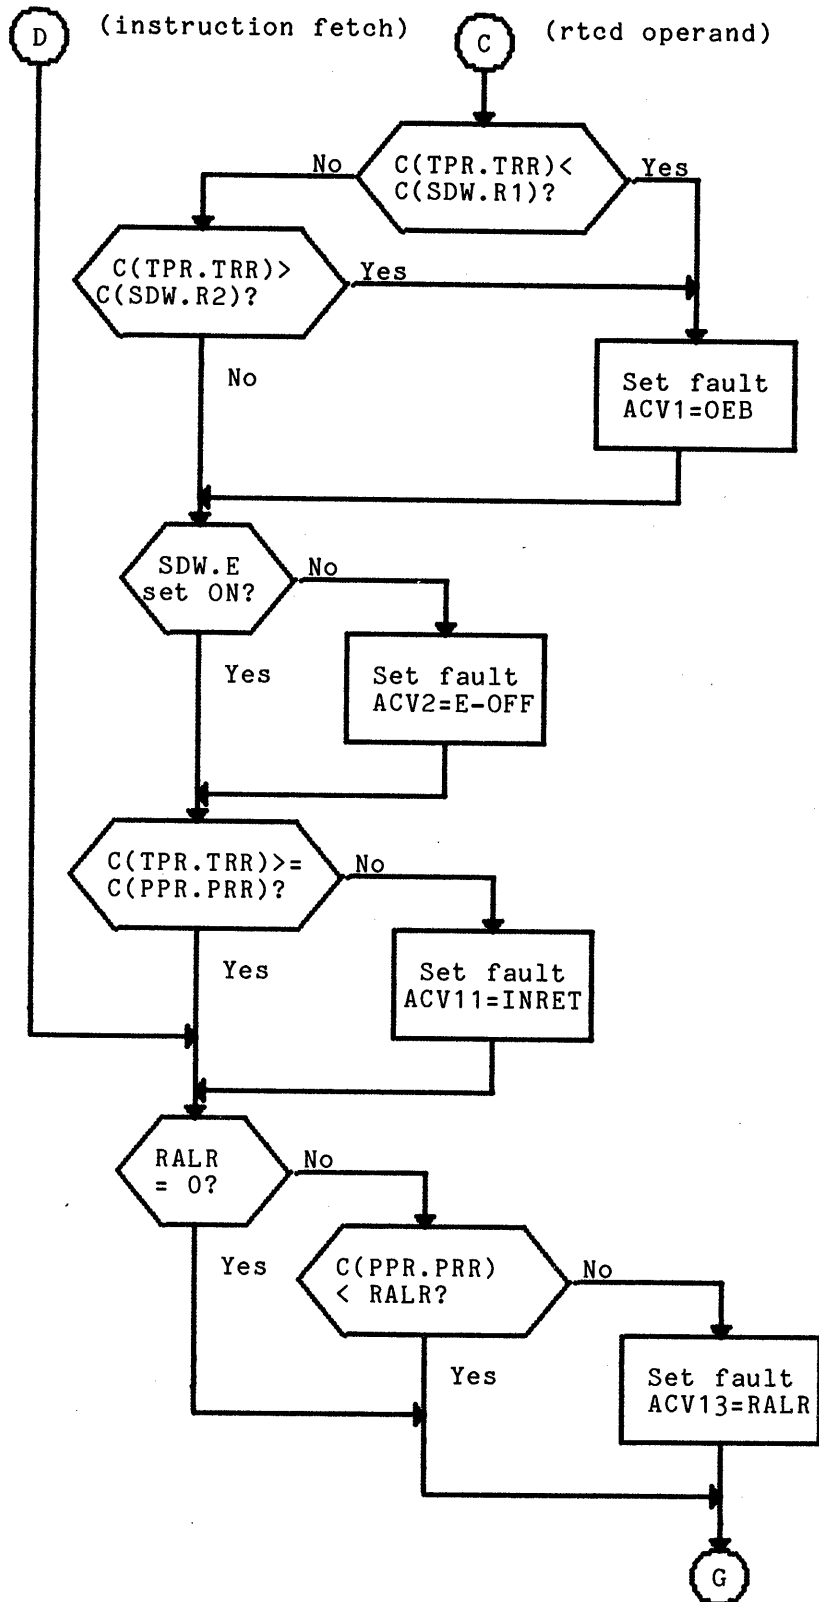 D
(instruction fetch)
C
(rtcd operand)
C(TPR.TRR)<
C(SDW.R1)?
No
Yes
C(TPR.TRR)>
C(SDW.R2)?
Yes
No
Set fault
ACV1=OEB
SDW.E
set ON?
No
Yes
Set fault
ACV2=E-OFF
C(TPR.TRR)>=
C(PPR.PRR)?
No
Yes
Set fault
ACV11=INRET
RALR
= 0?
No
Yes
C(PPR.PRR)
< RALR?
No
Yes
Set fault
ACV13=RALR
G